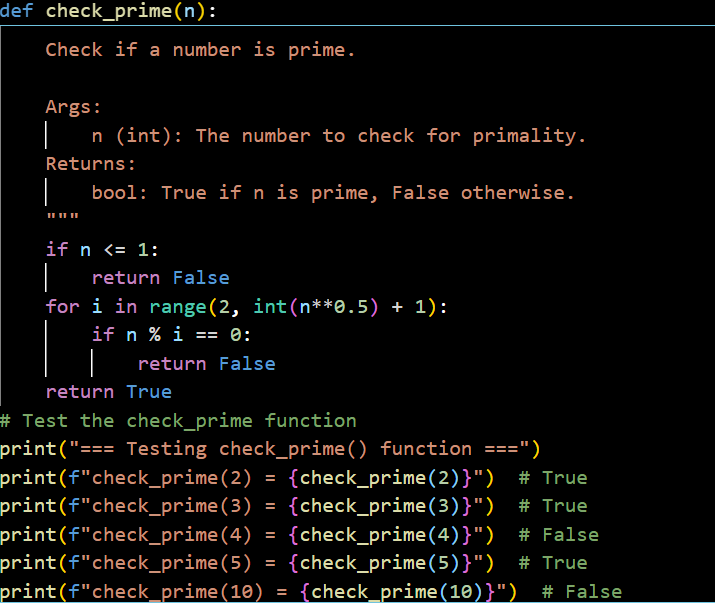 def check_prime(n):
    Check if a number is prime.

    Args:
        n (int): The number to check for primality.
    Returns:
        bool: True if n is prime, False otherwise.
    """
    if n <= 1:
        return False
    for i in range(2, int(n**0.5) + 1):
        if n % i == 0:
            return False
    return True
# Test the check_prime function
print("=== Testing check_prime() function ===")
print(f"check_prime(2) = {check_prime(2)}")  # True
print(f"check_prime(3) = {check_prime(3)}")  # True
print(f"check_prime(4) = {check_prime(4)}")  # False
print(f"check_prime(5) = {check_prime(5)}")  # True
print(f"check_prime(10) = {check_prime(10)}")  # False